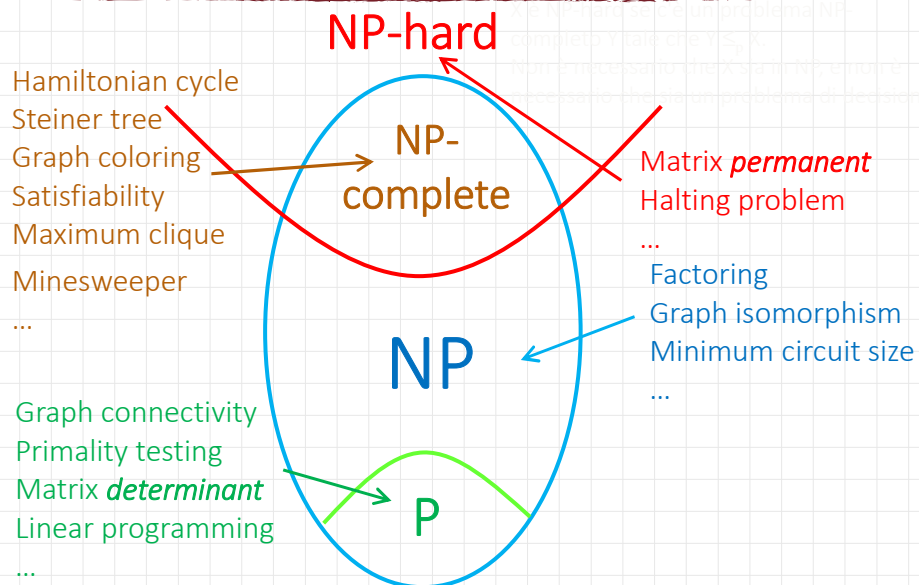 NP-hard
Hamiltonian cycle
Steiner tree
Graph coloring
Satisfiability
Maximum clique
Minesweeper
...
NP-
complete
Matrix permanent
Halting problem
...
Factoring
Graph isomorphism
Minimum circuit size
...
NP
Graph connectivity
Primality testing
Matrix determinant
Linear programming
...
P